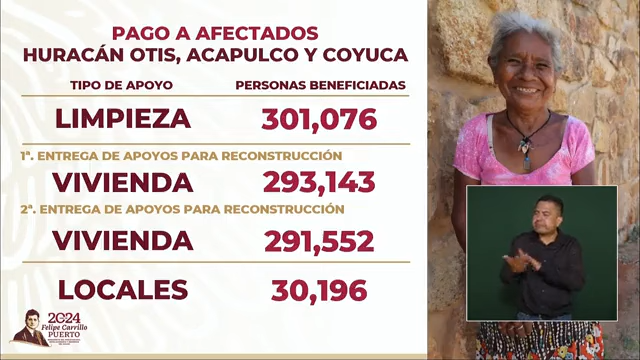 PAGO A AFECTADOS
HURACÁN OTIS, ACAPULCO Y COYUCA
TIPO DE APOYO PERSONAS BENEFICIADAS
LIMPIEZA 301,076
1ª. ENTREGA DE APOYOS PARA RECONSTRUCCIÓN
VIVIENDA 293,143
2ª. ENTREGA DE APOYOS PARA RECONSTRUCCIÓN
VIVIENDA 291,552
LOCALES 30,196
2024
Felipe Carrillo
PUERTO